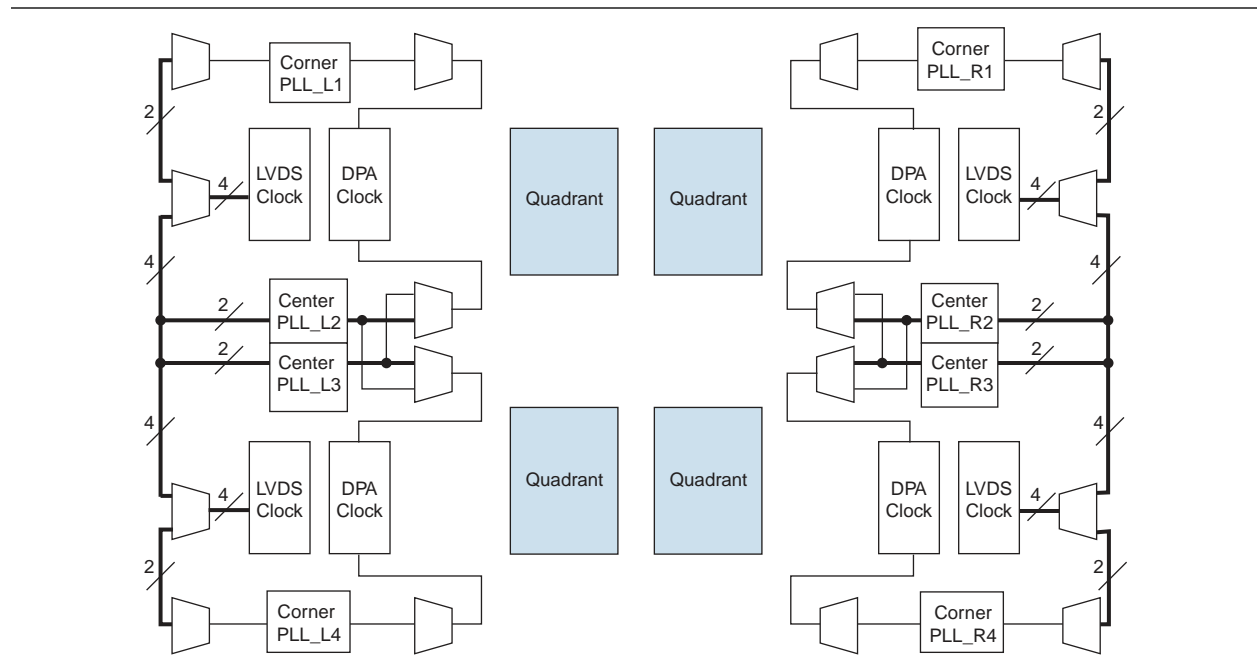 Corner
PLL_L1
Corner
PLL_R1
2
2
LVDS
Clock
DPA
Clock
Quadrant
Quadrant
DPA
Clock
LVDS
Clock
4
4
4
4
2
Center
PLL_L2
Center
PLL_R2
2
2
Center
PLL_L3
Center
PLL_R3
2
4
4
LVDS
Clock
DPA
Clock
Quadrant
Quadrant
DPA
Clock
LVDS
Clock
4
4
2
2
Corner
PLL_L4
Corner
PLL_R4